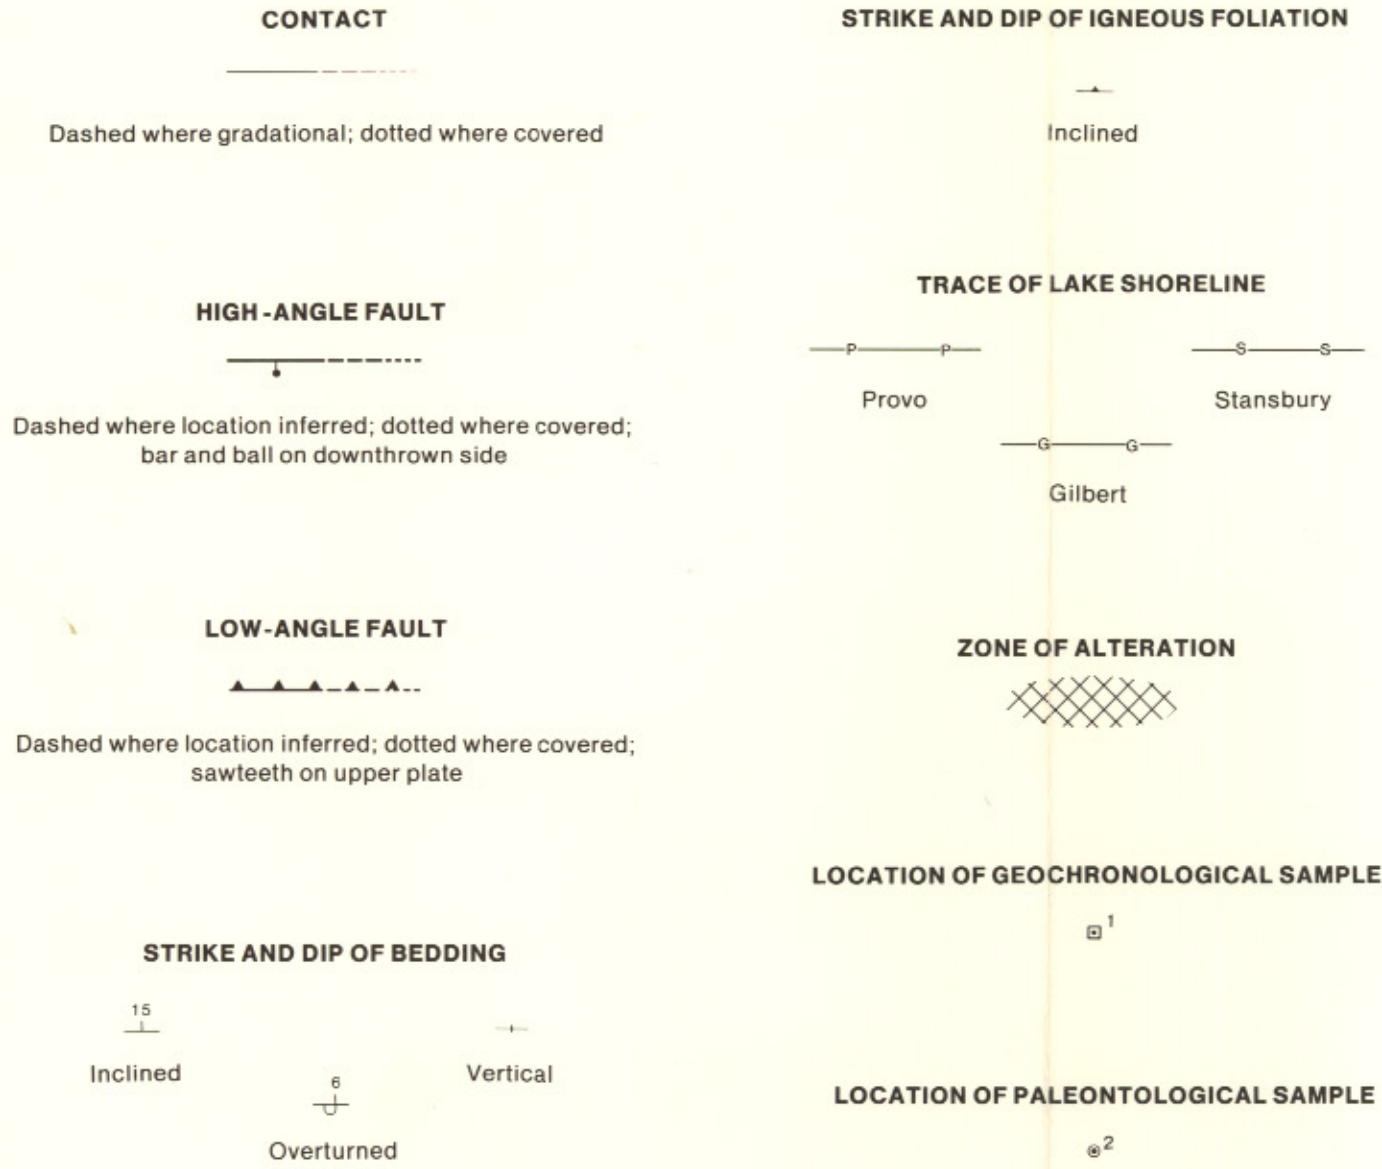 CONTACT
Dashed where gradational; dotted where covered
HIGH-ANGLE FAULT
Dashed where location inferred; dotted where covered;
bar and ball on downthrown side
LOW-ANGLE FAULT
Dashed where location inferred; dotted where covered;
sawteeth on upper plate
STRIKE AND DIP OF BEDDING
15
Inclined
Vertical
6
Overturned
STRIKE AND DIP OF IGNEOUS FOLIATION
Inclined
TRACE OF LAKE SHORELINE
P P
Provo
S S
Stansbury
G G
Gilbert
ZONE OF ALTERATION
LOCATION OF GEOCHRONOLOGICAL SAMPLE
1
LOCATION OF PALEONTOLOGICAL SAMPLE
2